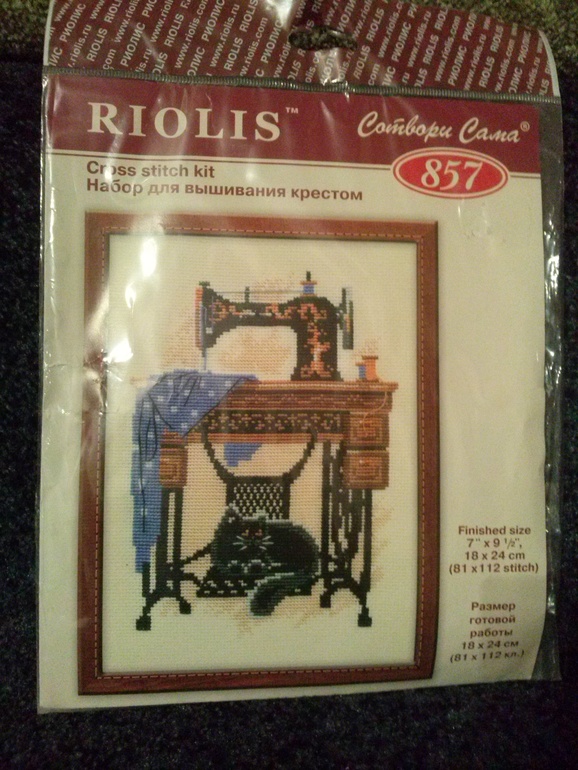 RIOLIS™
Сотвори Сама®
857
Cross stitch kit
Набор для вышивания крестом
Finished size
7" x 9 ½",
18 x 24 cm
(81 x 112 stitch)
Размер
готовой
работы
18 x 24 см
(81 x 112 кл.)